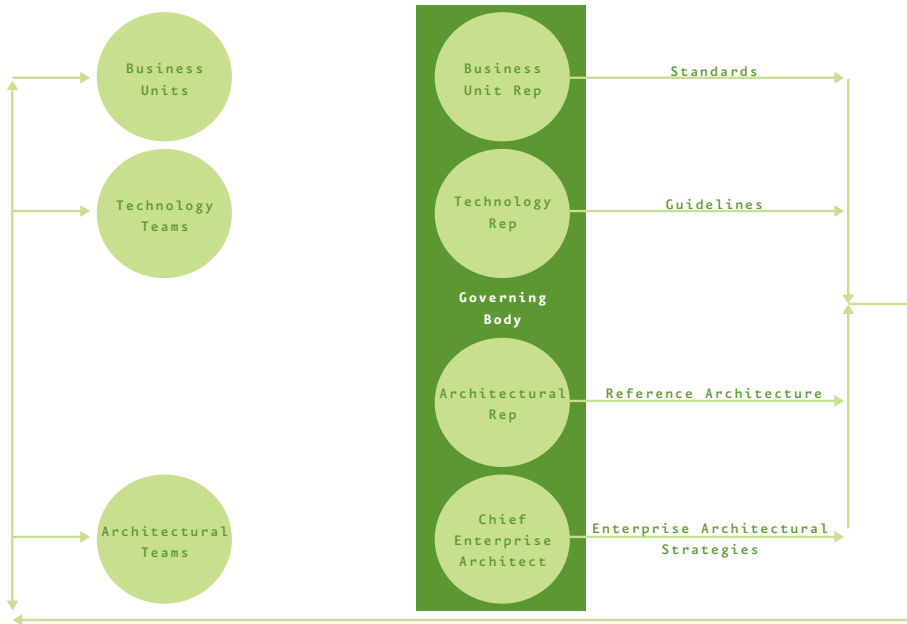 Business
Units
Technology
Teams
Architectural
Teams
Business
Unit Rep
Technology
Rep
Governing
Body
Architectural
Rep
Chief
Enterprise
Architect
Standards
Guidelines
Reference Architecture
Enterprise Architectural
Strategies